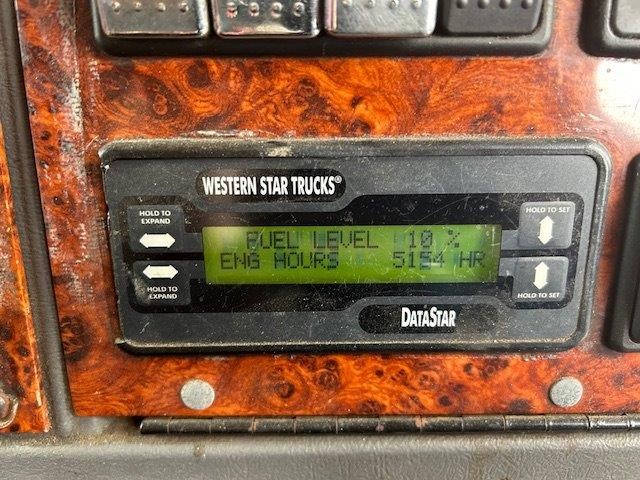 WESTERN STAR TRUCKS®
HOLD TO
EXPAND
HOLD TO SET
FUEL LEVEL 10 %
ENG HOURS 5154 HR
HOLD TO
EXPAND
HOLD TO SET
DATASTAR